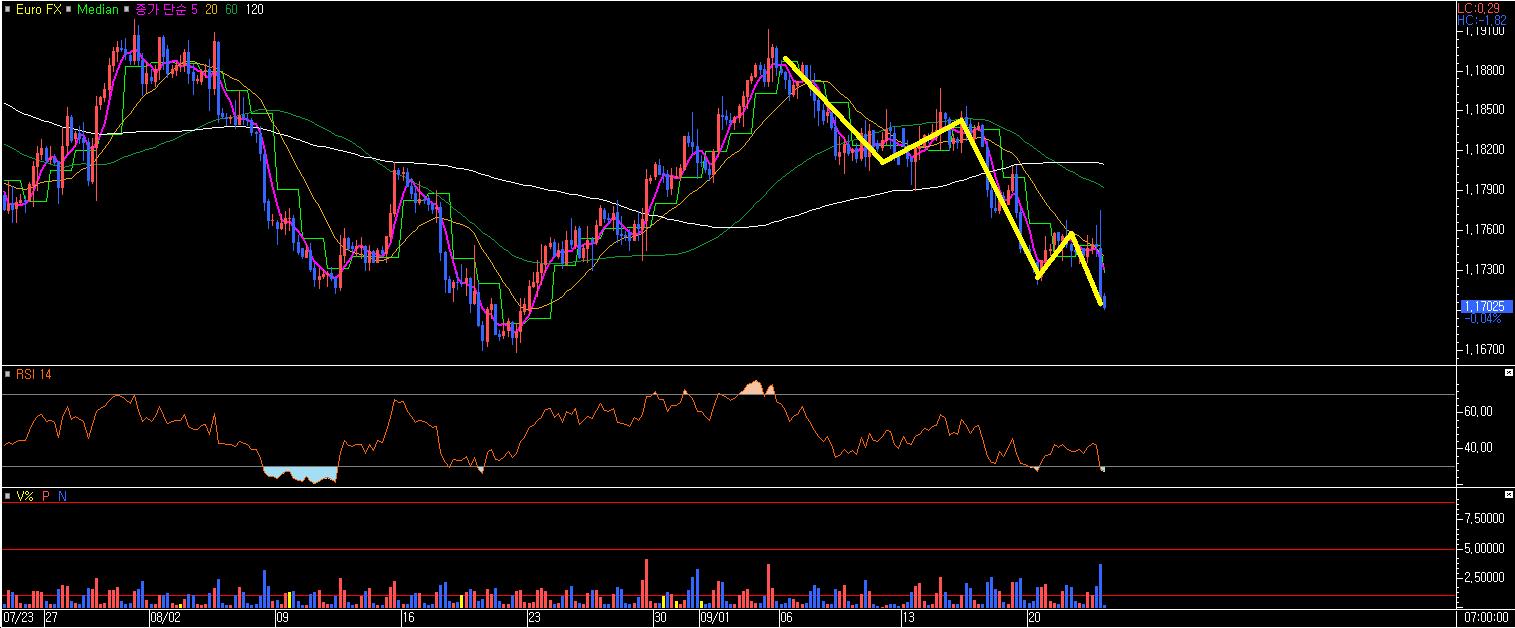 Euro FX Median 종가 단순 5 20 60 120
LC:0,29
HC:-1,82
1,19100
1,18800
1,18500
1,18200
1,17900
1,17600
1,17300
1,17025
-0,04%
1,16700
RSI 14
60,00
40,00
V% P N
7,50000
5,00000
2,50000
07/23 27 08/02 09 16 23 30 09/01 06 13 20 07:00:00